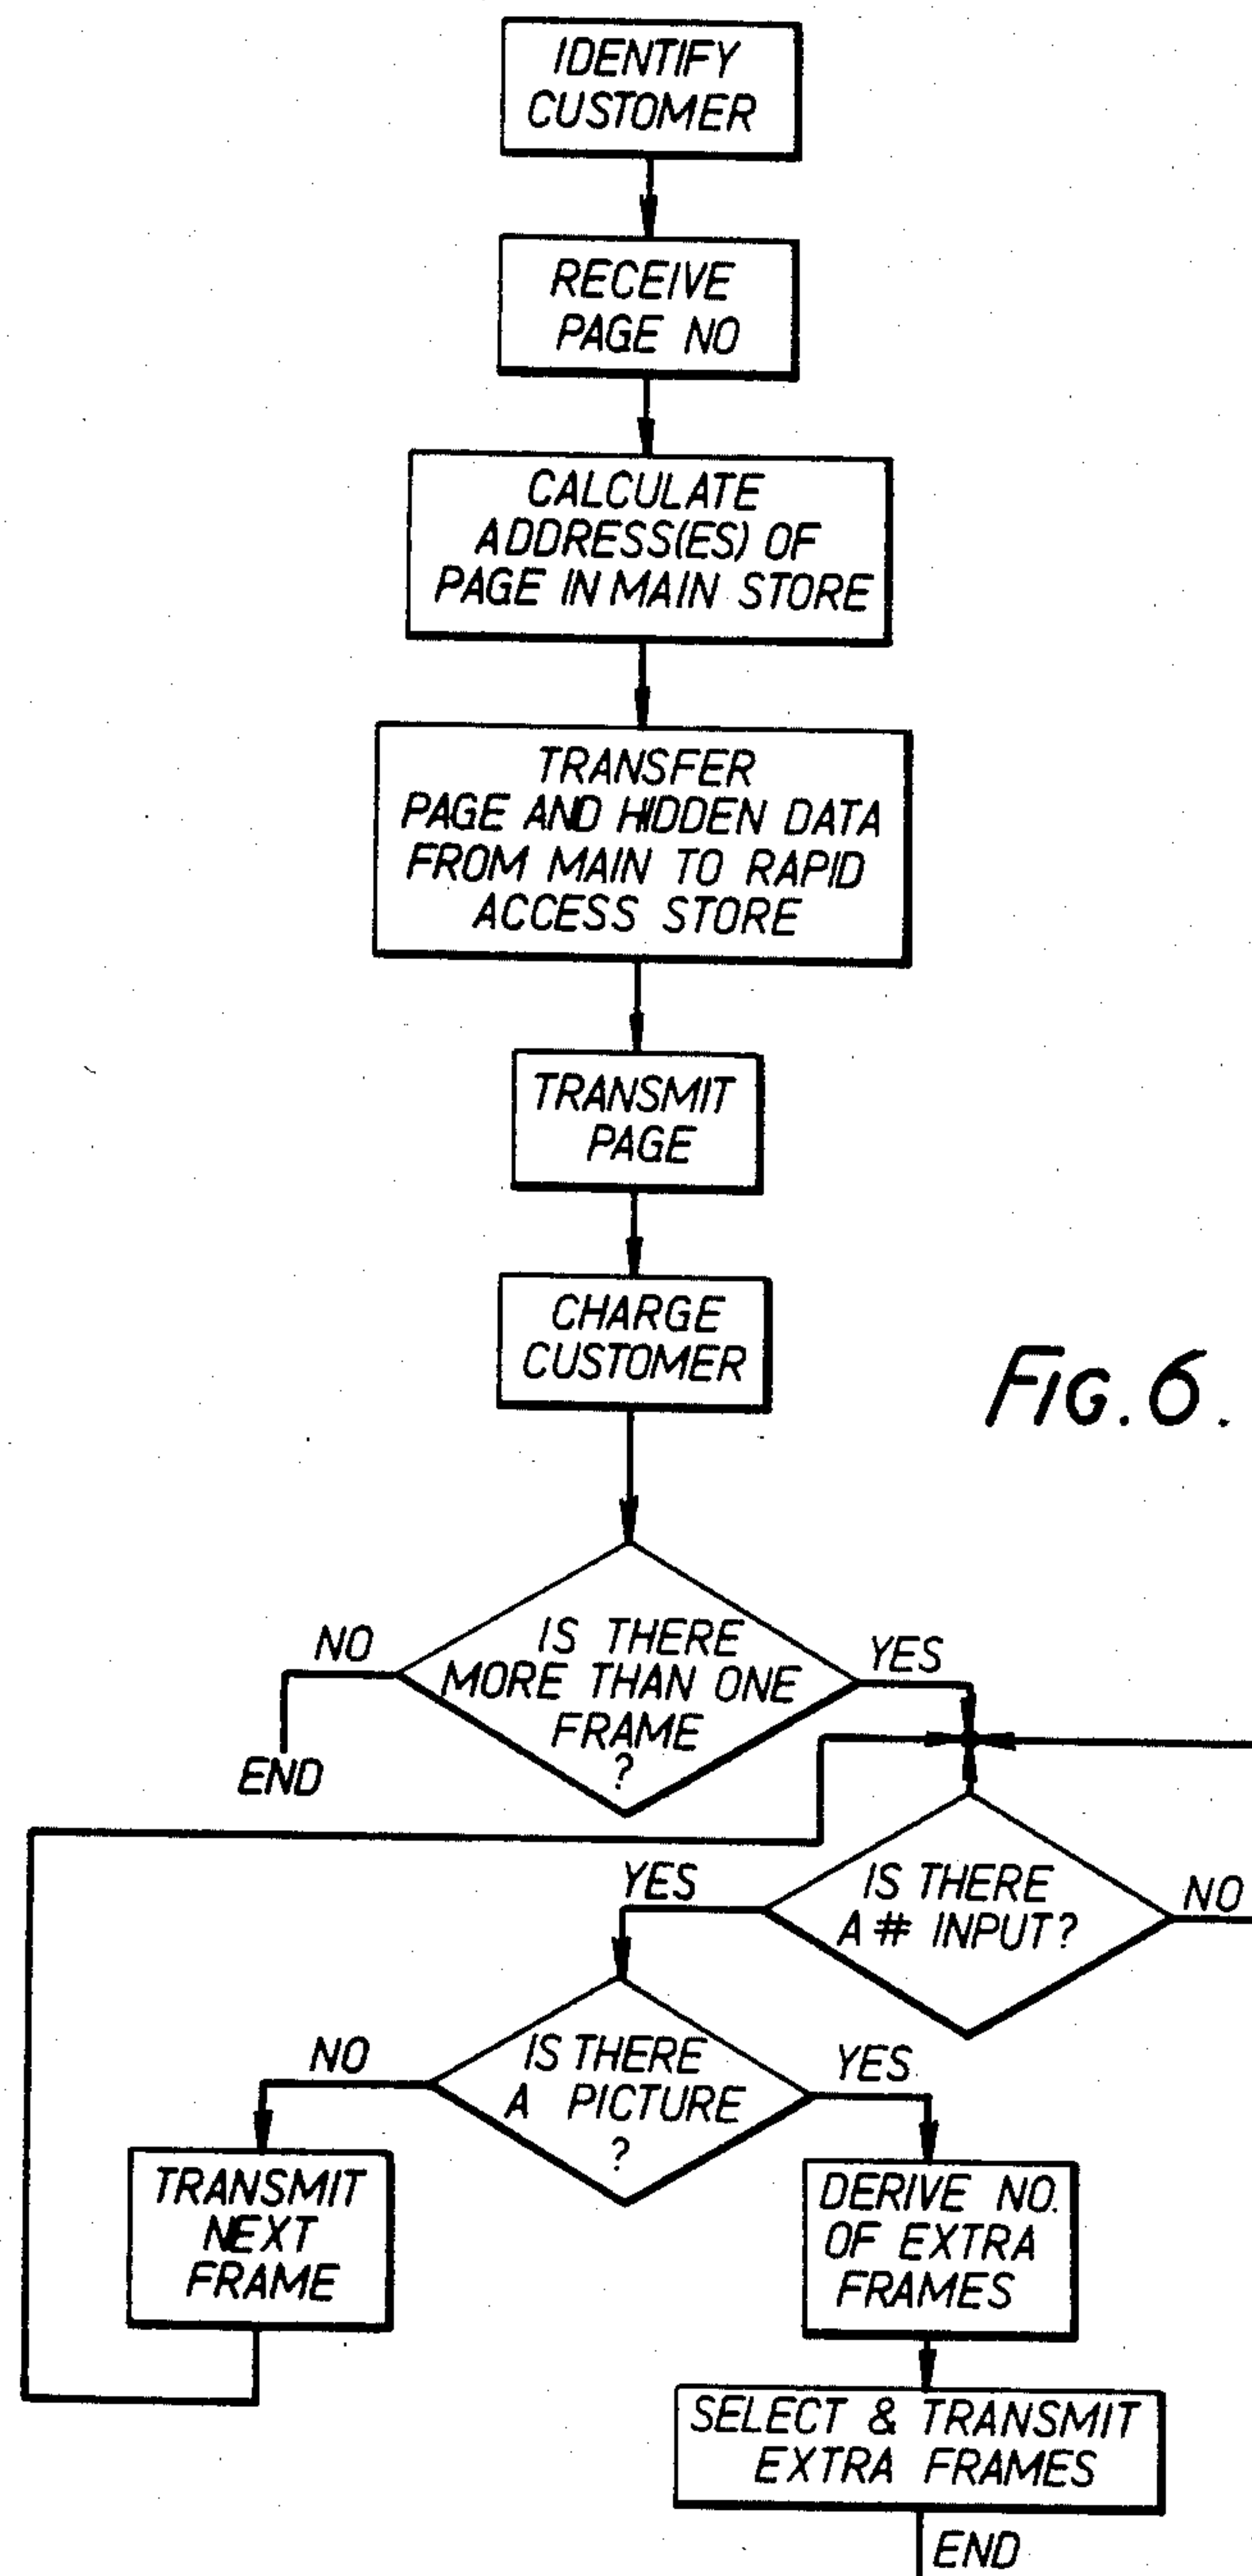 IDENTIFY
CUSTOMER
RECEIVE
PAGE NO
CALCULATE
ADDRESS(ES) OF
PAGE IN MAIN STORE
TRANSFER
PAGE AND HIDDEN DATA
FROM MAIN TO RAPID
ACCESS STORE
TRANSMIT
PAGE
CHARGE
CUSTOMER
FIG. 6.
IS THERE
MORE THAN ONE
FRAME
?
NO
YES
END
IS THERE
A # INPUT?
YES
NO
IS THERE
A PICTURE
?
NO
YES
TRANSMIT
NEXT
FRAME
DERIVE NO.
OF EXTRA
FRAMES
SELECT & TRANSMIT
EXTRA FRAMES
END